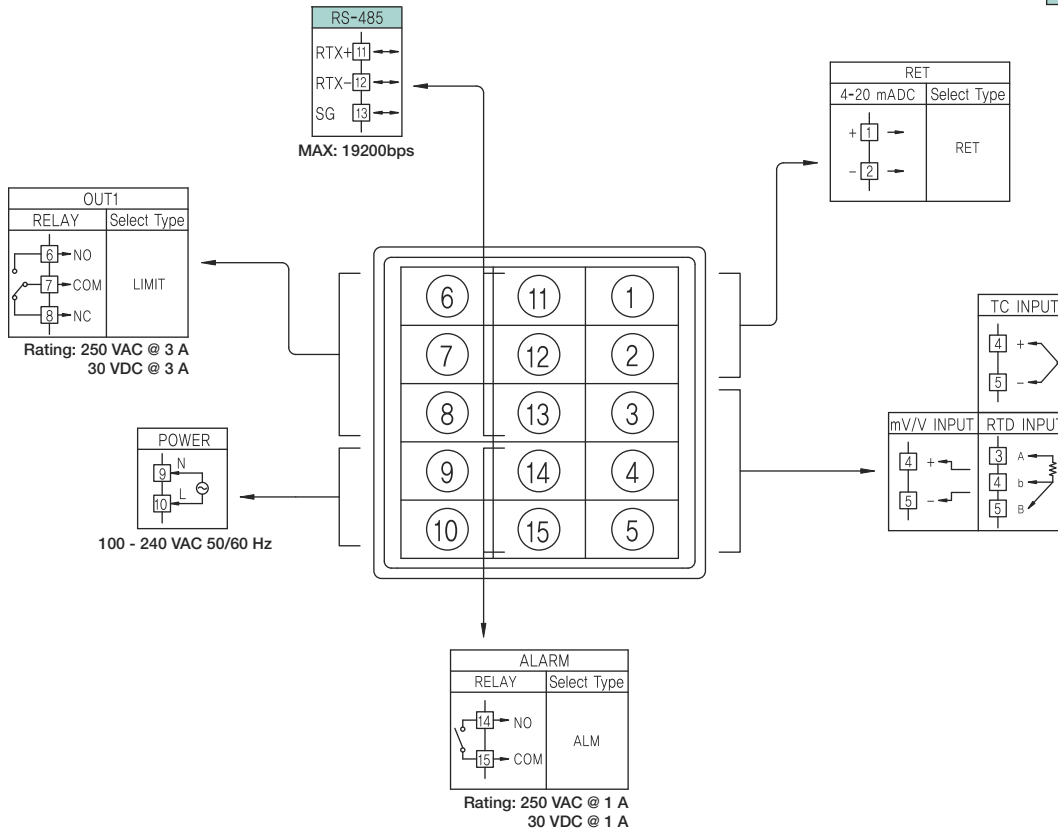 RS-485
RTX+ 11
RTX- 12
SG 13
MAX: 19200bps
RET
4-20 mADC Select Type
+ 1
- 2
RET
OUT1
RELAY Select Type
6 NO
7 COM
8 NC
LIMIT
Rating: 250 VAC @ 3 A
30 VDC @ 3 A
POWER
9 N
10 L
100 - 240 VAC 50/60 Hz
6 11 1
7 12 2
8 13 3
9 14 4
10 15 5
TC INPUT
4 +
5 -
mV/V INPUT
4 +
5 -
RTD INPUT
3 A
4 b
5 B
ALARM
RELAY Select Type
14 NO
15 COM
ALM
Rating: 250 VAC @ 1 A
30 VDC @ 1 A